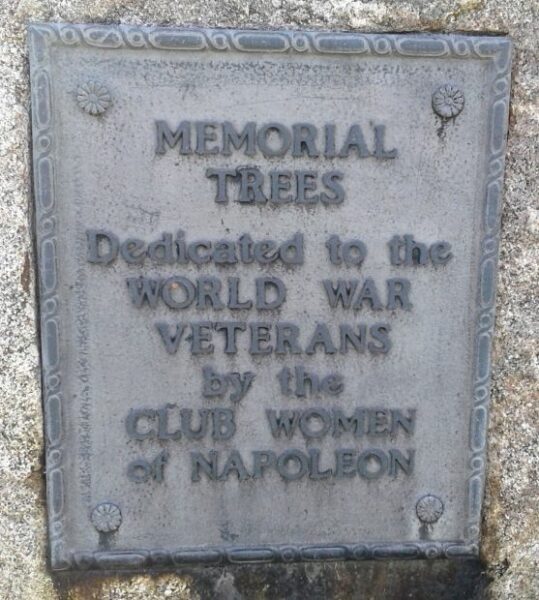 MEMORIAL
TREES
Dedicated to the
WORLD WAR
VETERANS
by the
CLUB WOMEN
of NAPOLEON